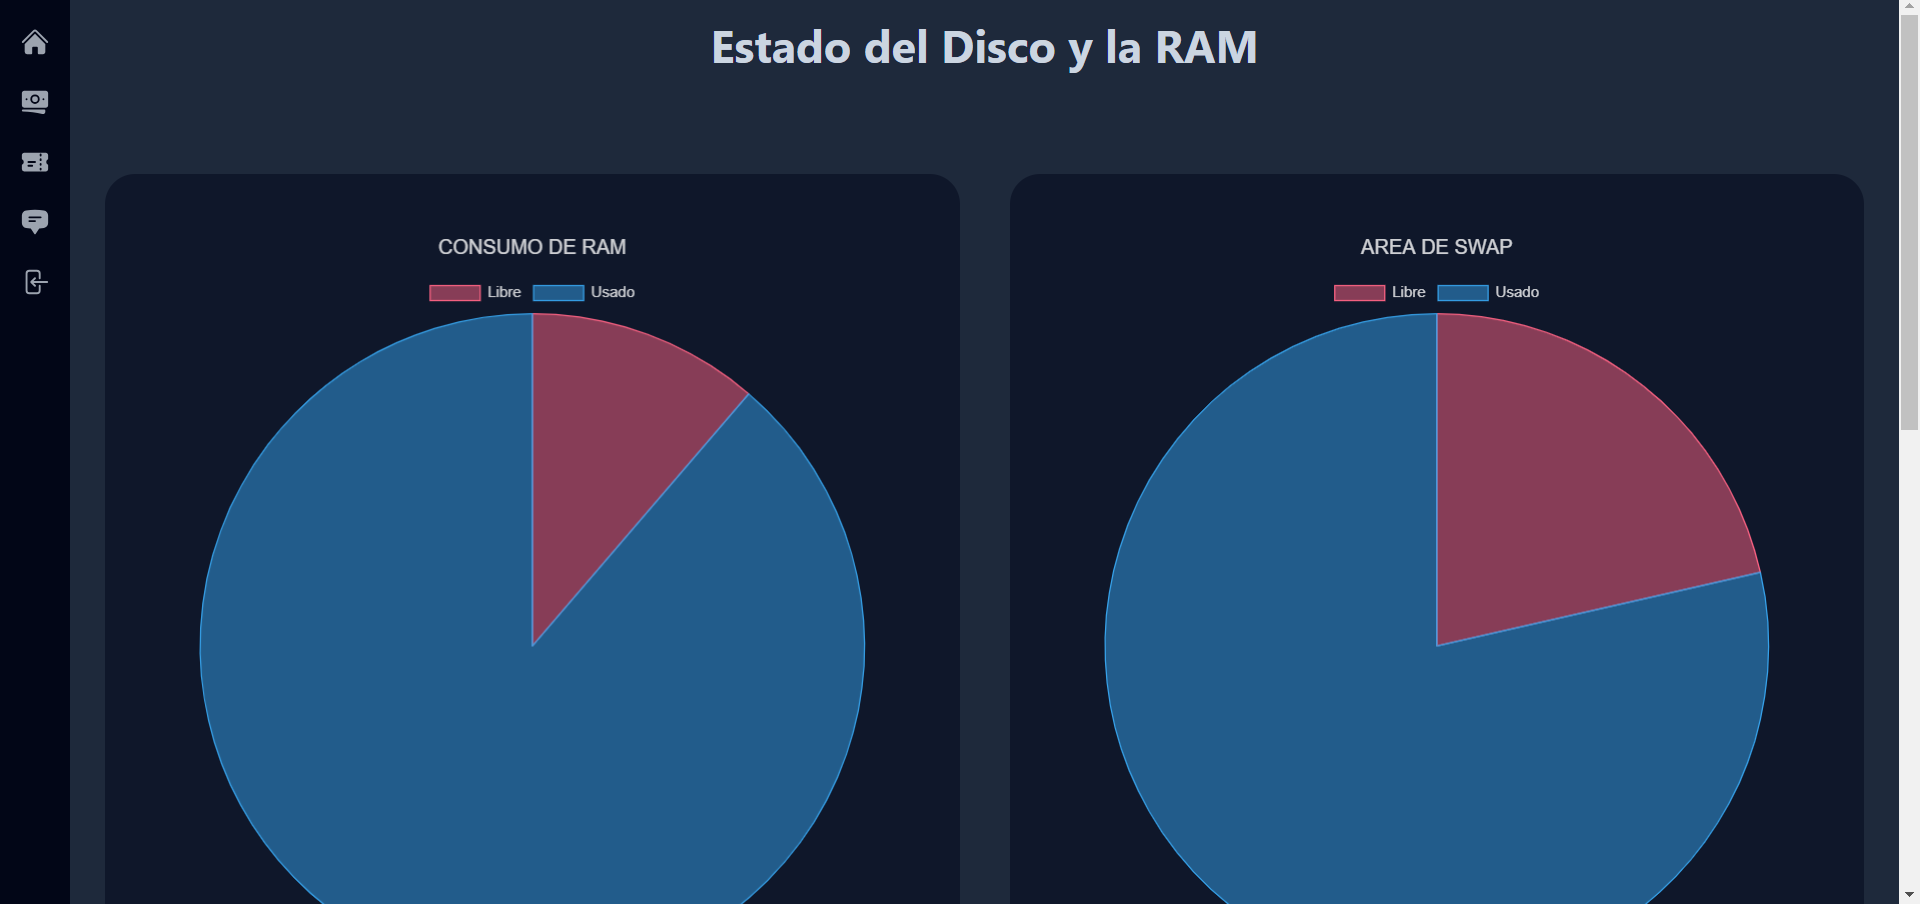 Estado del Disco y la RAM
CONSUMO DE RAM
Libre Usado
AREA DE SWAP
Libre Usado